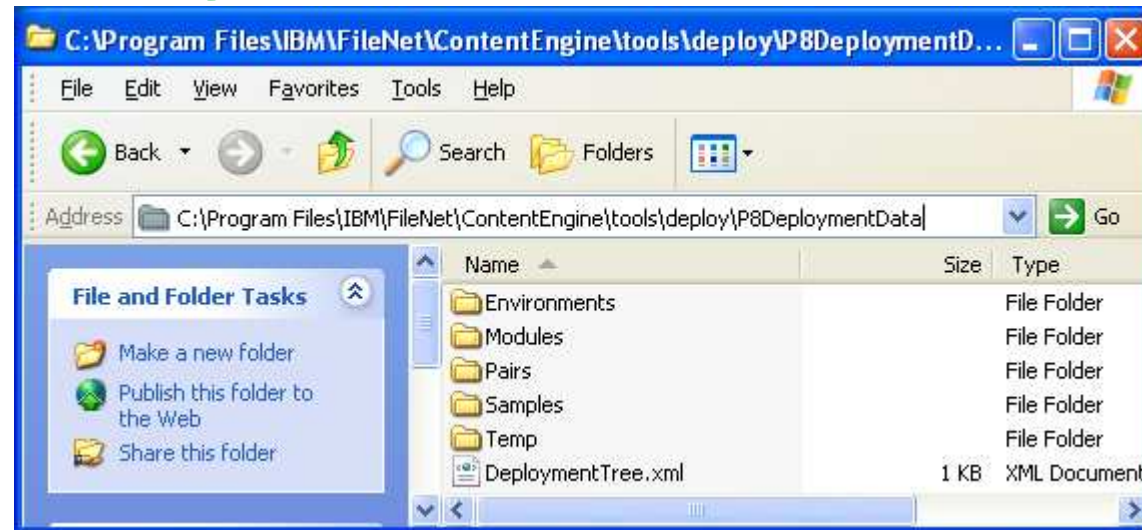 C:\Program Files\IBM\FileNet\ContentEngine\tools\deploy\P8DeploymentD...
File Edit View Favorites Tools Help
Back Search Folders
Address C:\Program Files\IBM\FileNet\ContentEngine\tools\deploy\P8DeploymentData Go
Name Size Type
File and Folder Tasks
Environments File Folder
Modules File Folder
Make a new folder
Pairs File Folder
Publish this folder to
the Web
Samples File Folder
Temp File Folder
Share this folder
DeploymentTree.xml 1 KB XML Document